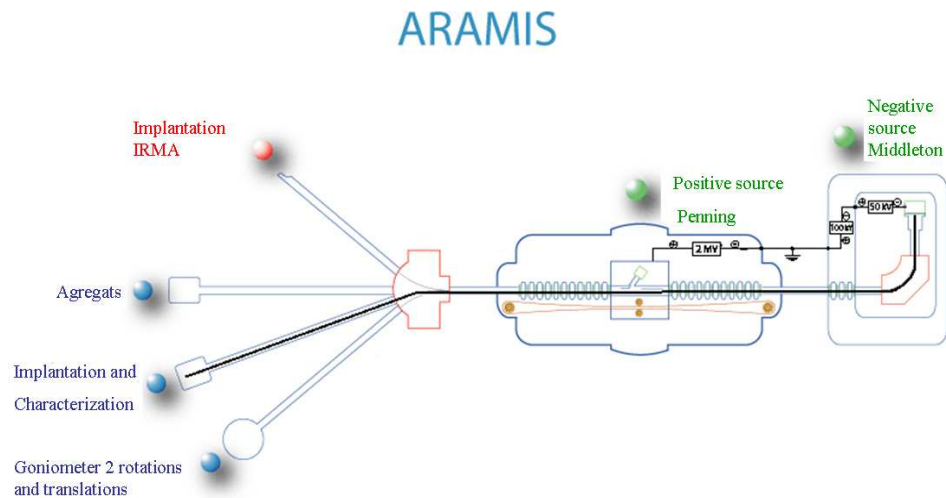 ARAMIS
Negative
source
Middleton
Implantation
IRMA
Positive source
Penning
50 kV
100 kV
2 MV
Agregats
Implantation and
Characterization
Goniometer 2 rotations
and translations